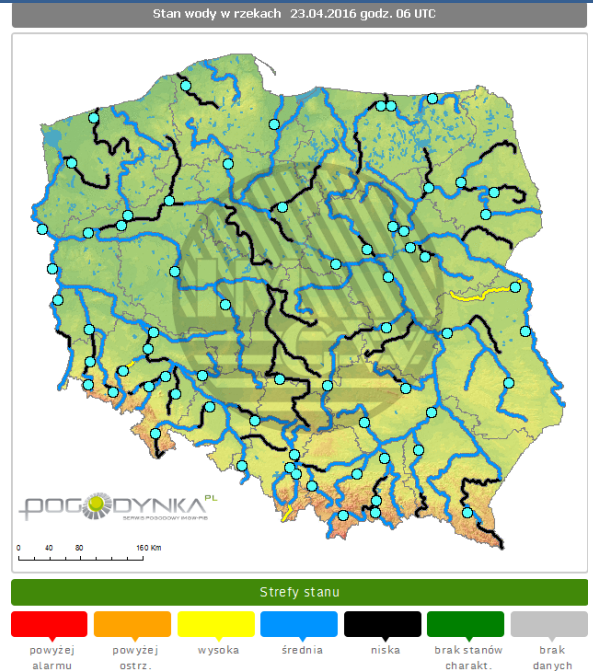 Stan wody w rzekach 23.04.2016 godz. 06 UTC
POGODYNKA.PL
SERWIS POGODOWY IMGW-PIB
0 40 80 160 Km
Strefy stanu
powyżej alarmu
powyżej ostrz.
wysoka
średnia
niska
brak stanów charakt.
brak danych